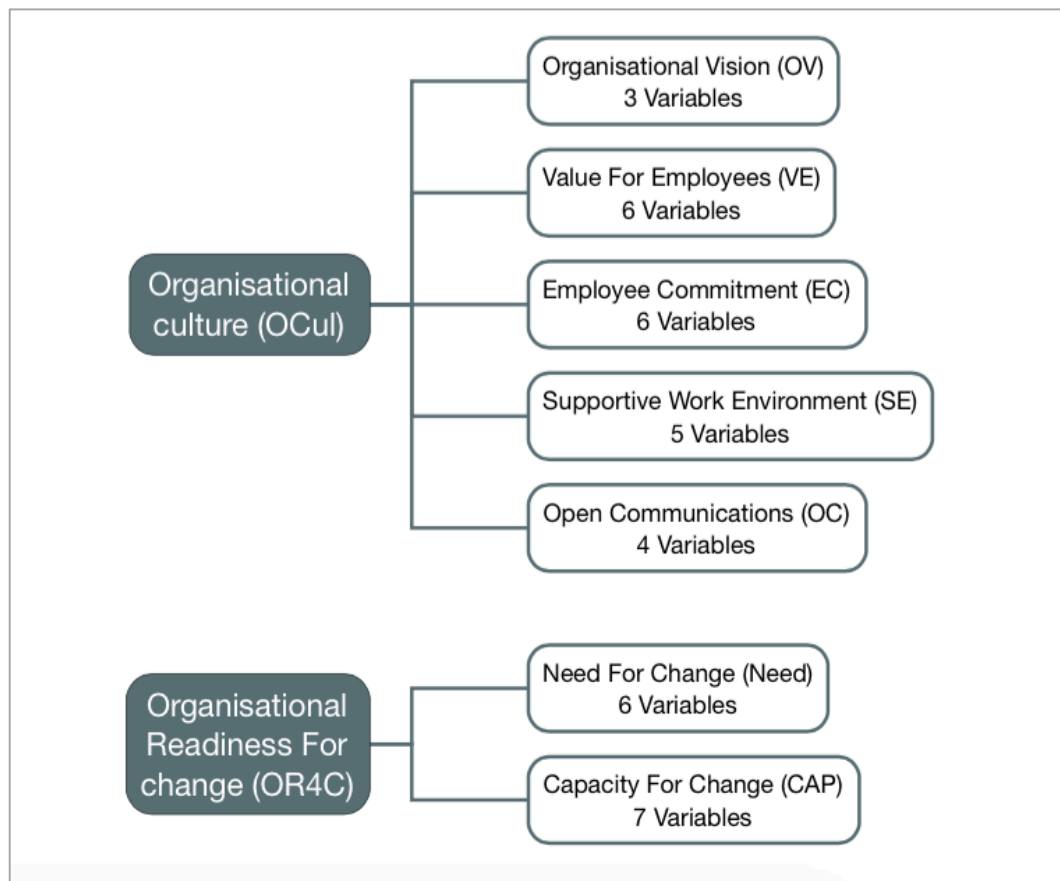 Organisational
culture (OCul)
Organisational Vision (OV)
3 Variables
Value For Employees (VE)
6 Variables
Employee Commitment (EC)
6 Variables
Supportive Work Environment (SE)
5 Variables
Open Communications (OC)
4 Variables
Organisational
Readiness For
change (OR4C)
Need For Change (Need)
6 Variables
Capacity For Change (CAP)
7 Variables